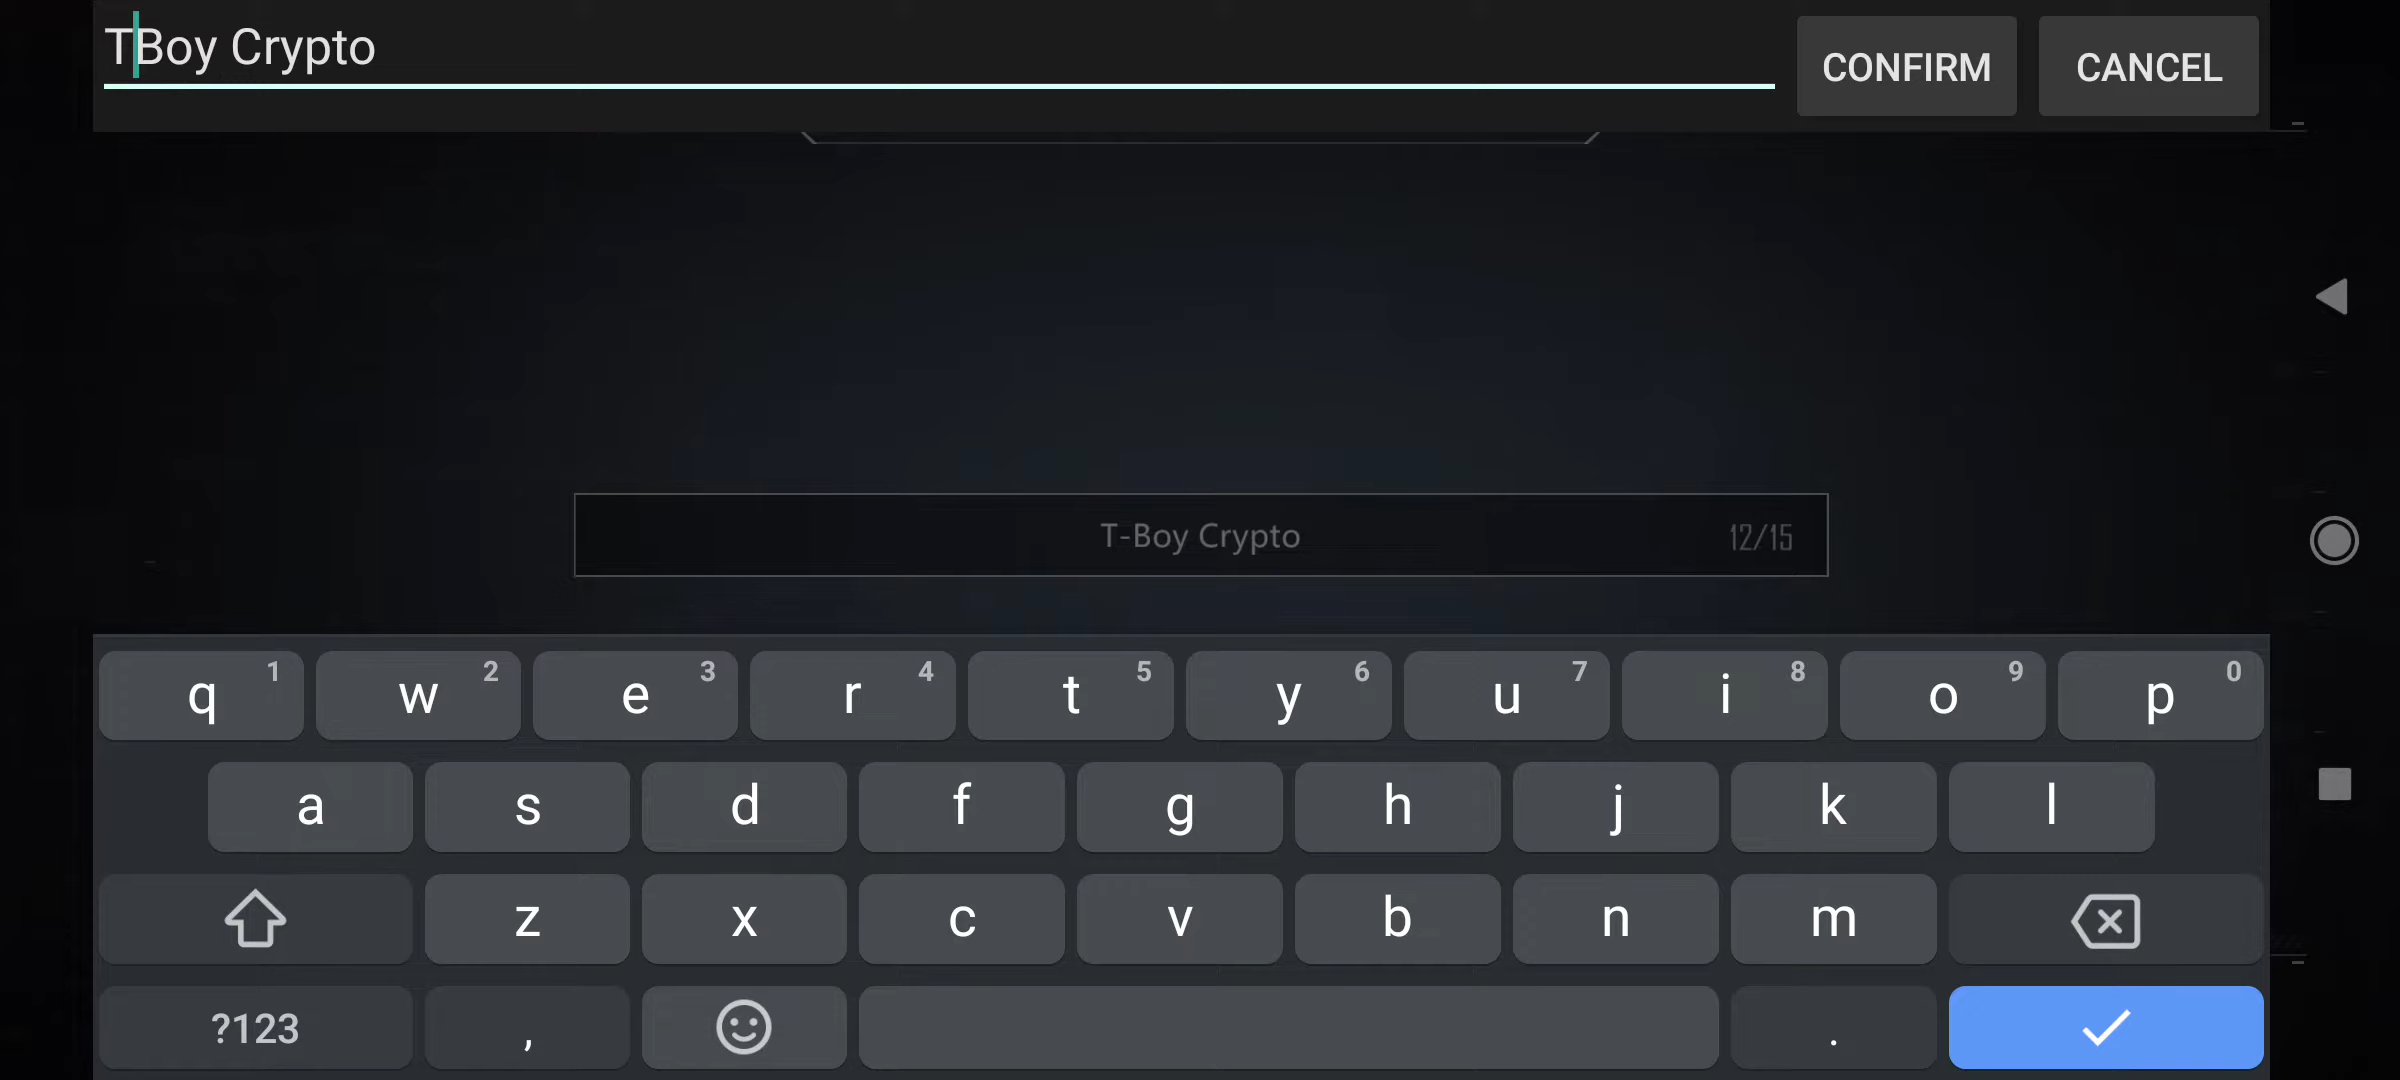 TBoy Crypto
CONFIRM
CANCEL
T-Boy Crypto
12/15
q 1 w 2 e 3 r 4 t 5 y 6 u 7 i 8 o 9 p 0
a s d f g h j k l
z x c v b n m
?123 , .